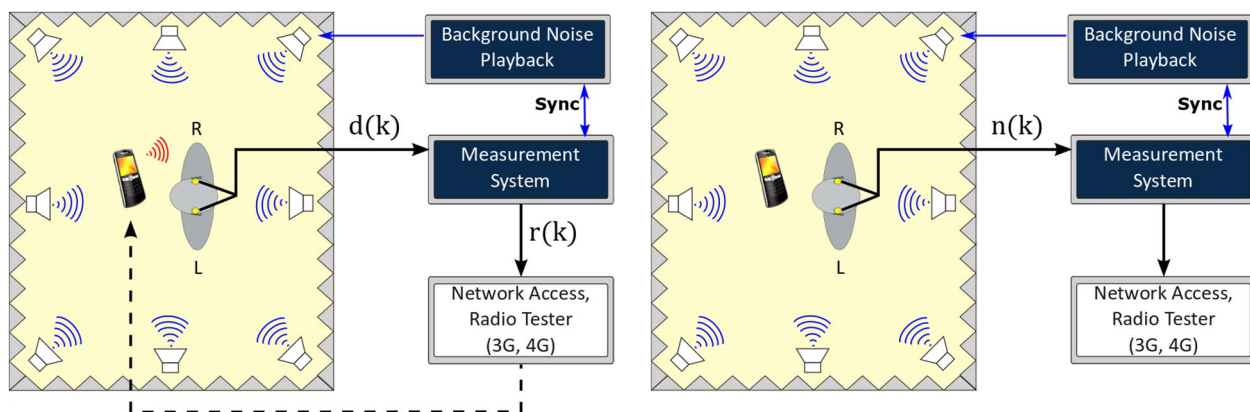 Background Noise
Playback
Sync
R
d(k)
Measurement
System
r(k)
L
Network Access,
Radio Tester
(3G, 4G)
Background Noise
Playback
Sync
R
n(k)
Measurement
System
L
Network Access,
Radio Tester
(3G, 4G)